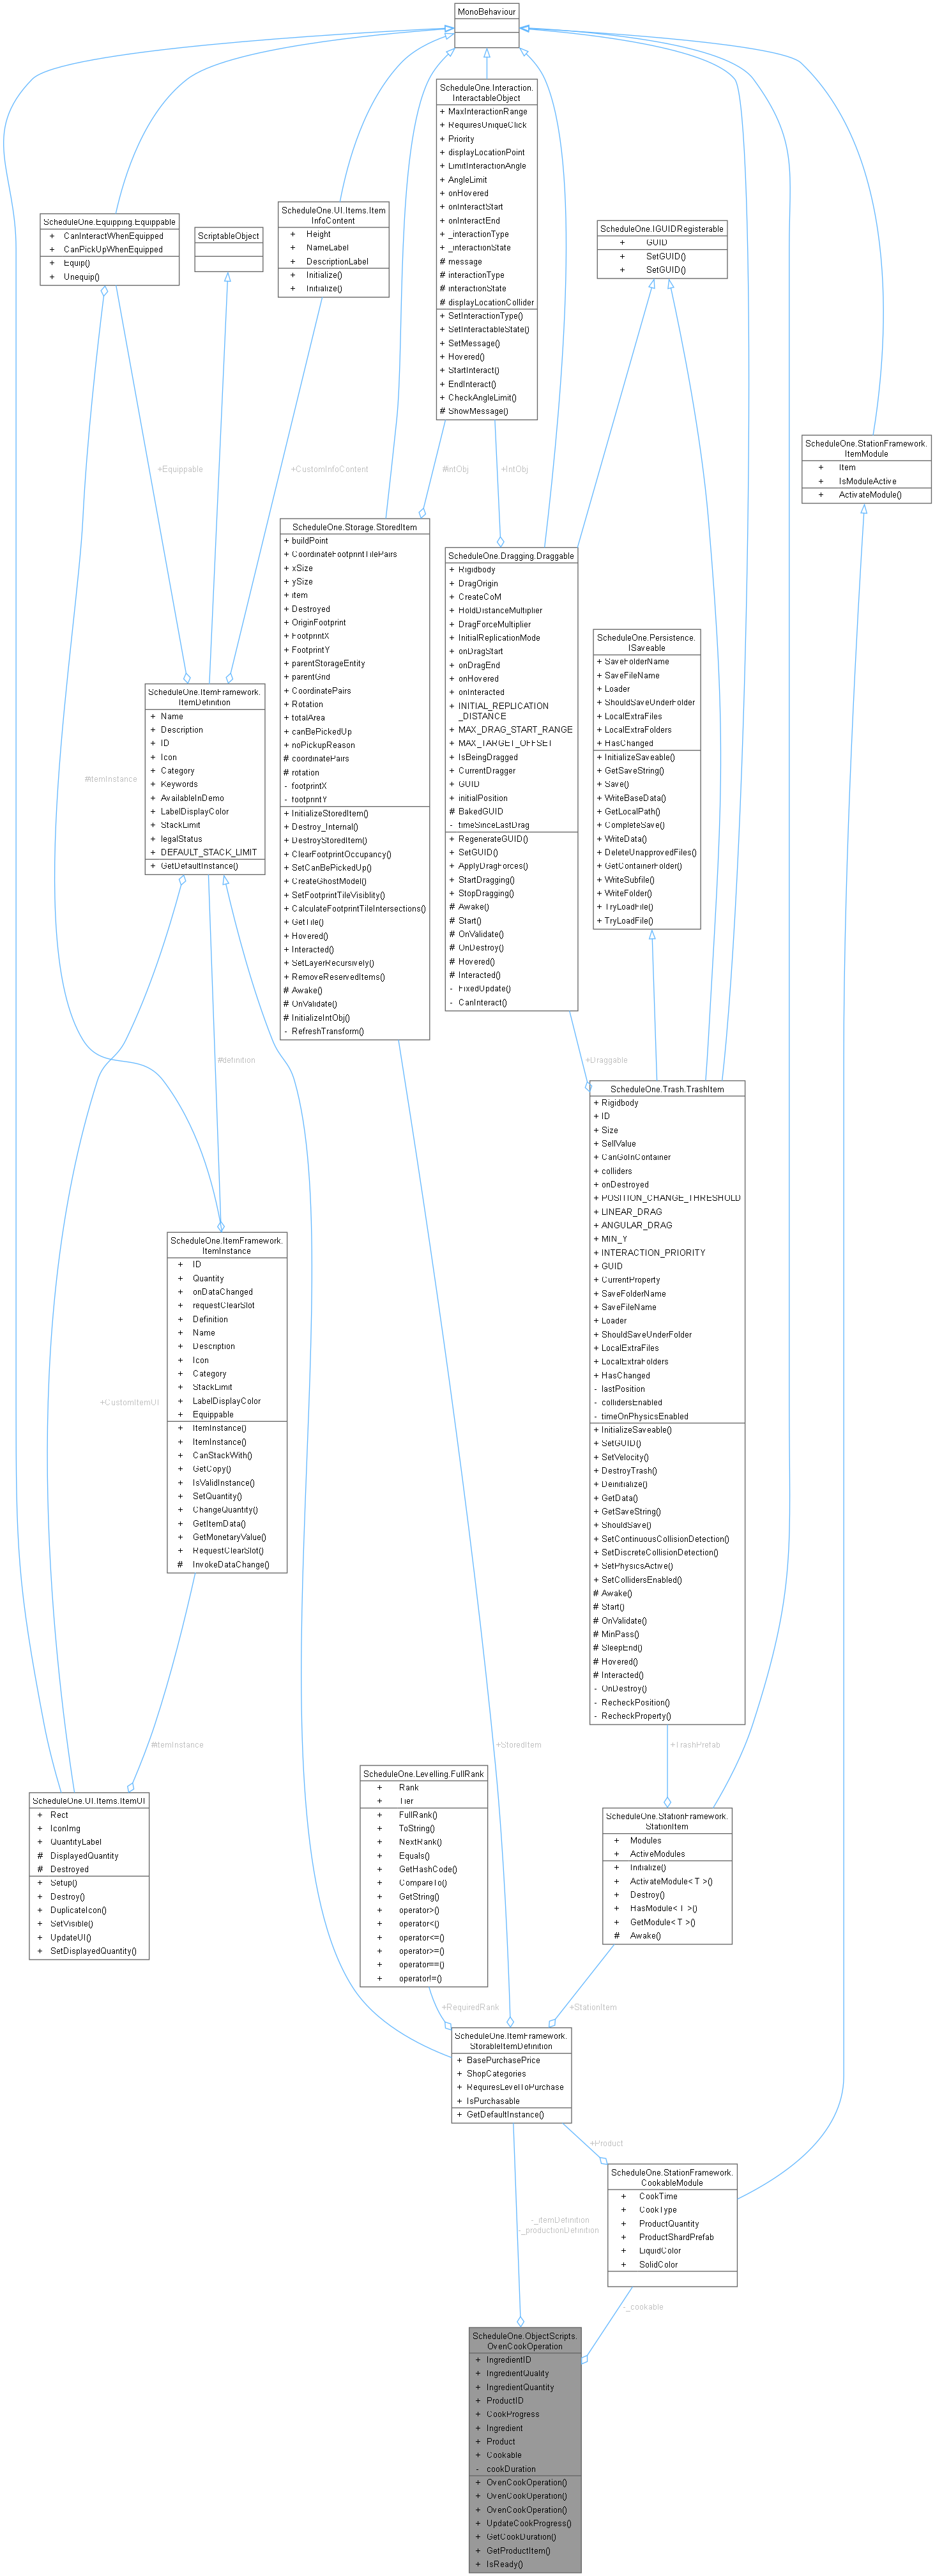 MonoBehaviour
ScheduleOne.Interaction.
InteractableObject
+ MaxInteractionRange
+ RequiresUniqueClick
+ Priority
+ displayLocationPoint
+ LimitInteractionAngle
+ AngleLimit
+ onHovered
+ onInteractStart
+ onInteractEnd
+ _interactionType
+ _interactionState
# message
# interactionType
# interactionState
# displayLocationCollider
+ SetInteractionType()
+ SetInteractableState()
+ SetMessage()
+ Hovered()
+ StartInteract()
+ EndInteract()
+ CheckAngleLimit()
# ShowMessage()
ScheduleOne.Equipping.Equippable
+ CanInteractWhenEquipped
+ CanPickUpWhenEquipped
+ Equip()
+ Unequip()
ScriptableObject
ScheduleOne.UI.Items.Item
InfoContent
+ Height
+ NameLabel
+ DescriptionLabel
+ Initialize()
+ Initialize()
ScheduleOne.IGUIDRegisterable
+ GUID
+ SetGUID()
+ SetGUID()
ScheduleOne.StationFramework.
ItemModule
+ Item
+ IsModuleActive
+ ActivateModule()
+Equippable
+CustomInfoContent
#intObj
+IntObj
ScheduleOne.Storage.StoredItem
+ buildPoint
+ CoordinateFootprintTilePairs
+ xSize
+ ySize
+ item
+ Destroyed
+ OriginFootprint
+ FootprintX
+ FootprintY
+ parentStorageEntity
+ parentGrid
+ CoordinatePairs
+ Rotation
+ totalArea
+ canBePickedUp
+ noPickupReason
# coordinatePairs
# rotation
- footprintX
- footprintY
+ InitializeStoredItem()
+ Destroy_Internal()
+ DestroyStoredItem()
+ ClearFootprintOccupancy()
+ SetCanBePickedUp()
+ CreateGhostModel()
+ SetFootprintTileVisiblity()
+ CalculateFootprintTileIntersections()
+ GetTile()
+ Hovered()
+ Interacted()
+ SetLayerRecursively()
+ RemoveReservedItems()
# Awake()
# OnValidate()
# InitializeIntObj()
- RefreshTransform()
ScheduleOne.Dragging.Draggable
+ Rigidbody
+ DragOrigin
+ CreateCoM
+ HoldDistanceMultiplier
+ DragForceMultiplier
+ InitialReplicationMode
+ onDragStart
+ onDragEnd
+ onHovered
+ onInteracted
+ INITIAL_REPLICATION
_DISTANCE
+ MAX_DRAG_START_RANGE
+ MAX_TARGET_OFFSET
+ IsBeingDragged
+ CurrentDragger
+ GUID
+ initialPosition
# BakedGUID
- timeSinceLastDrag
+ RegenerateGUID()
+ SetGUID()
+ ApplyDragForces()
+ StartDragging()
+ StopDragging()
# Awake()
# Start()
# OnValidate()
# OnDestroy()
# Hovered()
# Interacted()
- FixedUpdate()
- CanInteract()
ScheduleOne.Persistence.
ISaveable
+ SaveFolderName
+ SaveFileName
+ Loader
+ ShouldSaveUnderFolder
+ LocalExtraFiles
+ LocalExtraFolders
+ HasChanged
+ InitializeSaveable()
+ GetSaveString()
+ Save()
+ WriteBaseData()
+ GetLocalPath()
+ CompleteSave()
+ WriteData()
+ DeleteUnapprovedFiles()
+ GetContainerFolder()
+ WriteSubfile()
+ WriteFolder()
+ TryLoadFile()
+ TryLoadFile()
ScheduleOne.ItemFramework.
ItemDefinition
+ Name
+ Description
+ ID
+ Icon
+ Category
+ Keywords
+ AvailableInDemo
+ LabelDisplayColor
+ StackLimit
+ legalStatus
+ DEFAULT_STACK_LIMIT
+ GetDefaultInstance()
#itemInstance
#definition
+Draggable
ScheduleOne.Trash.TrashItem
+ Rigidbody
+ ID
+ Size
+ SellValue
+ CanGoInContainer
+ colliders
+ onDestroyed
+ POSITION_CHANGE_THRESHOLD
+ LINEAR_DRAG
+ ANGULAR_DRAG
+ MIN_Y
+ INTERACTION_PRIORITY
+ GUID
+ CurrentProperty
+ SaveFolderName
+ SaveFileName
+ Loader
+ ShouldSaveUnderFolder
+ LocalExtraFiles
+ LocalExtraFolders
+ HasChanged
- lastPosition
- collidersEnabled
- timeOnPhysicsEnabled
+ InitializeSaveable()
+ SetGUID()
+ SetVelocity()
+ DestroyTrash()
+ Deinitialize()
+ GetData()
+ GetSaveString()
+ ShouldSave()
+ SetContinuousCollisionDetection()
+ SetDiscreteCollisionDetection()
+ SetPhysicsActive()
+ SetCollidersEnabled()
# Awake()
# Start()
# OnValidate()
# MinPass()
# SleepEnd()
# Hovered()
# Interacted()
- OnDestroy()
- RecheckPosition()
- RecheckProperty()
ScheduleOne.ItemFramework.
ItemInstance
+ ID
+ Quantity
+ onDataChanged
+ requestClearSlot
+ Definition
+ Name
+ Description
+ Icon
+ Category
+ StackLimit
+ LabelDisplayColor
+ Equippable
+ ItemInstance()
+ ItemInstance()
+ CanStackWith()
+ GetCopy()
+ IsValidInstance()
+ SetQuantity()
+ ChangeQuantity()
+ GetItemData()
+ GetMonetaryValue()
+ RequestClearSlot()
# InvokeDataChange()
+CustomItemUI
#itemInstance
+StoredItem
+TrashPrefab
ScheduleOne.UI.Items.ItemUI
+ Rect
+ IconImg
+ QuantityLabel
# DisplayedQuantity
# Destroyed
+ Setup()
+ Destroy()
+ DuplicateIcon()
+ SetVisible()
+ UpdateUI()
+ SetDisplayedQuantity()
ScheduleOne.Levelling.FullRank
+ Rank
+ Tier
+ FullRank()
+ ToString()
+ NextRank()
+ Equals()
+ GetHashCode()
+ CompareTo()
+ GetString()
+ operator>()
+ operator<()
+ operator<=()
+ operator>=()
+ operator==()
+ operator!=()
ScheduleOne.StationFramework.
StationItem
+ Modules
+ ActiveModules
+ Initialize()
+ ActivateModule< T >()
+ Destroy()
+ HasModule< T >()
+ GetModule< T >()
# Awake()
+RequiredRank
+StationItem
ScheduleOne.ItemFramework.
StorableItemDefinition
+ BasePurchasePrice
+ ShopCategories
+ RequiresLevelToPurchase
+ IsPurchasable
+ GetDefaultInstance()
+Product
ScheduleOne.StationFramework.
CookableModule
+ CookTime
+ CookType
+ ProductQuantity
+ ProductShardPrefab
+ LiquidColor
+ SolidColor
-_itemDefinition
-_productionDefinition
-_cookable
ScheduleOne.ObjectScripts.
OvenCookOperation
+ IngredientID
+ IngredientQuality
+ IngredientQuantity
+ ProductID
+ CookProgress
+ Ingredient
+ Product
+ Cookable
- cookDuration
+ OvenCookOperation()
+ OvenCookOperation()
+ OvenCookOperation()
+ UpdateCookProgress()
+ GetCookDuration()
+ GetProductItem()
+ IsReady()